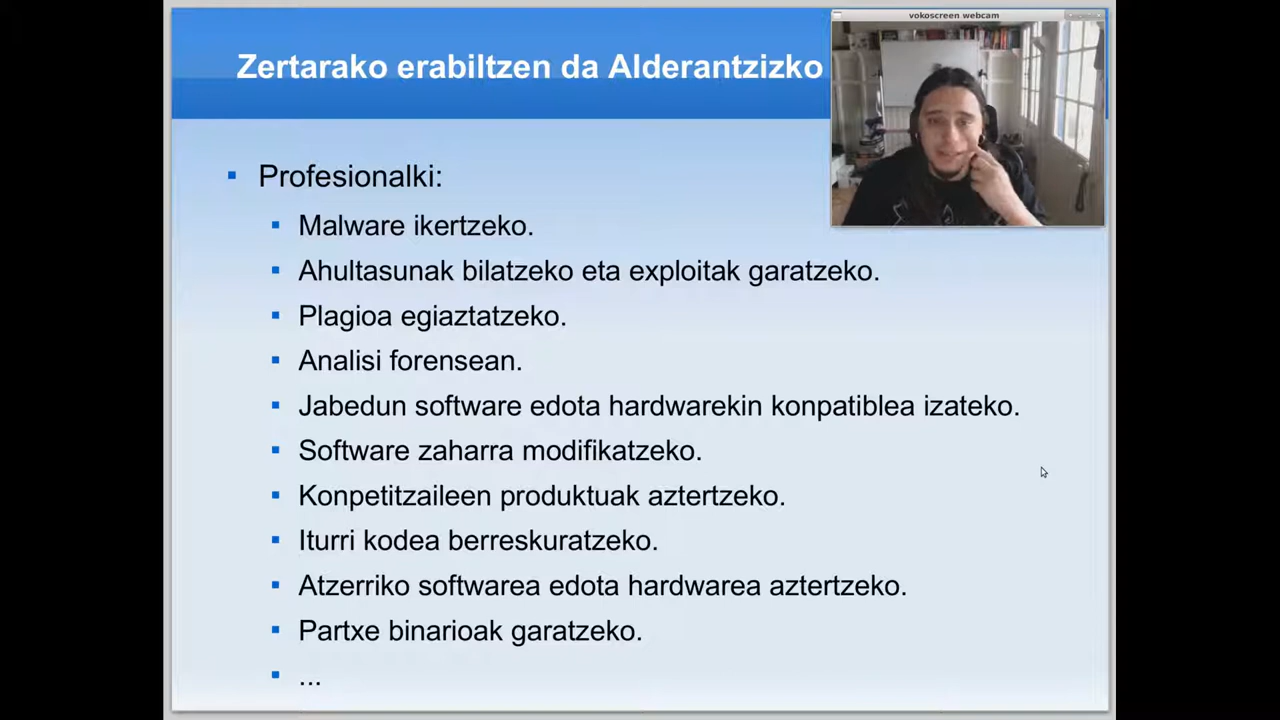 vokoscreen webcam
Zertarako erabiltzen da Alderantzizko
Profesionalki:
Malware ikertzeko.
Ahultasunak bilatzeko eta exploitak garatzeko.
Plagioa egiaztatzeko.
Analisi forensean.
Jabedun software edota hardwarekin konpatiblea izateko.
Software zaharra modifikatzeko.
Konpetitzaileen produktuak aztertzeko.
Iturri kodea berreskuratzeko.
Atzerriko softwarea edota hardwarea aztertzeko.
Partxe binarioak garatzeko.
...